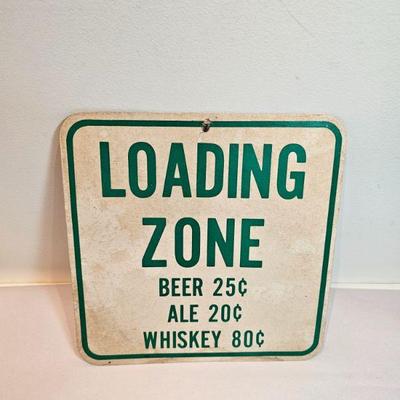 LOADING
ZONE
BEER 25¢
ALE 20¢
WHISKEY 80¢